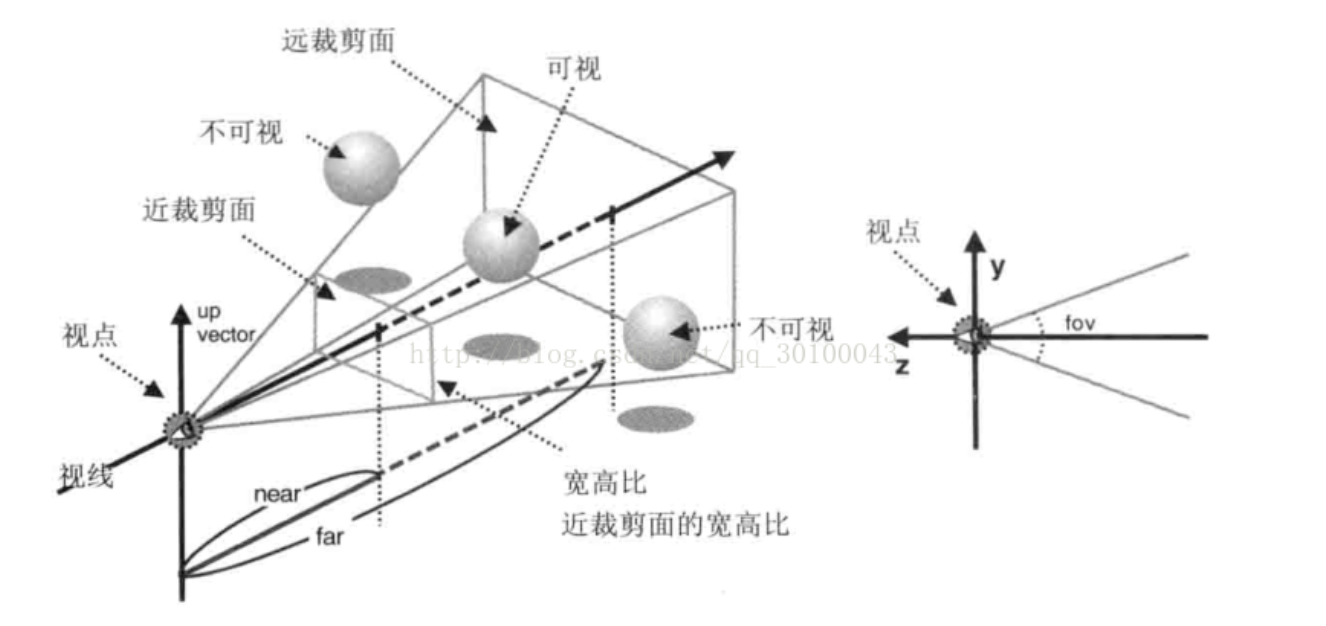 远裁剪面
可视
不可视
近裁剪面
视点
up
vector
视点
y
fov
z
不可视
http://blog.csdn.net/qq_30100043
视线
near
far
宽高比
近裁剪面的宽高比